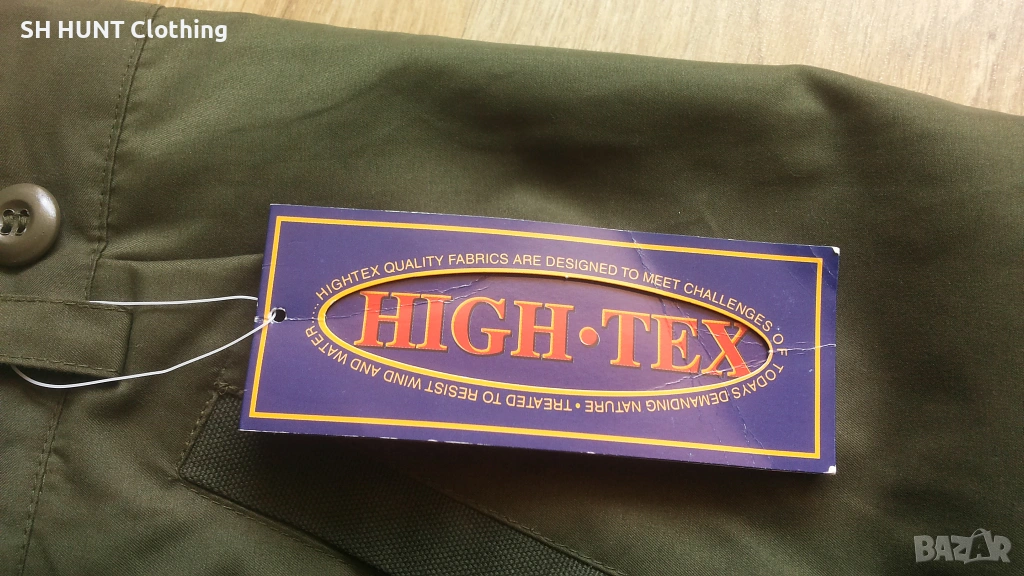 SH HUNT Clothing
HIGHTEX QUALITY FABRICS ARE DESIGNED TO MEET CHALLENGES OF TODAYS DEMANDING NATURE • TREATED TO RESIST WIND AND WATER...
HIGH·TEX
BAZAR